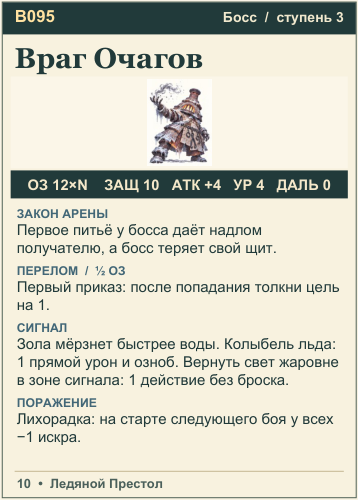 B095
Босс / ступень 3
Враг Очагов
ОЗ 12×N ЗАЩ 10 АТК +4 УР 4 ДАЛЬ 0
ЗАКОН АРЕНЫ
Первое питьё у босса даёт надлом
получателю, а босс теряет свой щит.
ПЕРЕЛОМ / ½ ОЗ
Первый приказ: после попадания толкни цель
на 1.
СИГНАЛ
Зола мёрзнет быстрее воды. Колыбель льда:
1 прямой урон и озноб. Вернуть свет жаровне
в зоне сигнала: 1 действие без броска.
ПОРАЖЕНИЕ
Лихорадка: на старте следующего боя у всех
−1 искра.
10 • Ледяной Престол